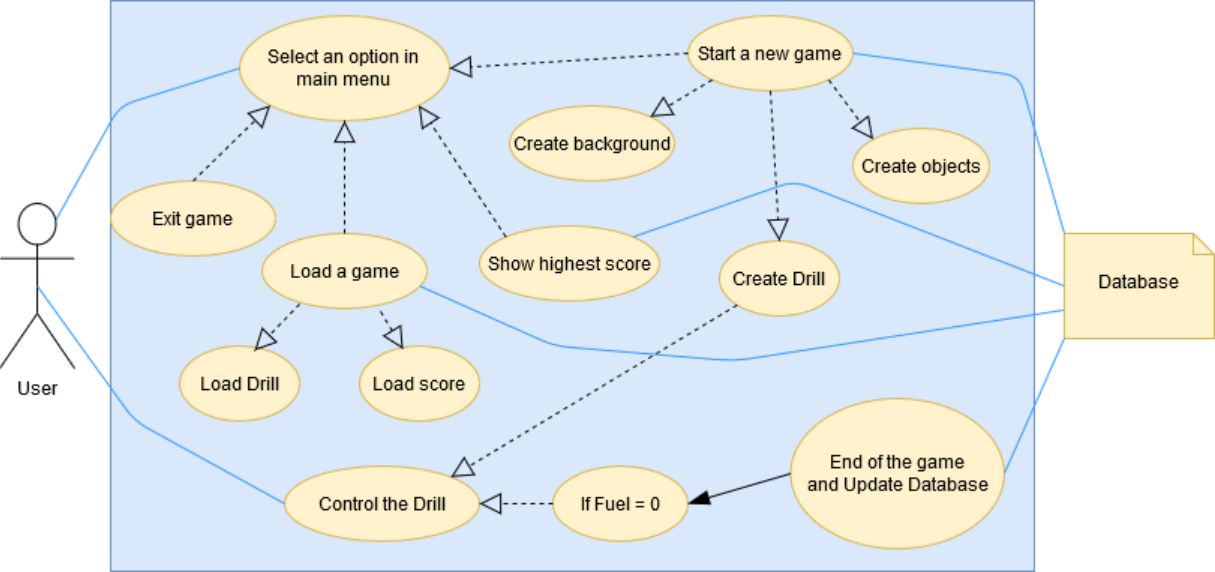 Select an option in
main menu
Start a new game
Create background
Create objects
Exit game
Load a game
Show highest score
Create Drill
Database
User
Load Drill
Load score
End of the game
and Update Database
Control the Drill
If Fuel = 0